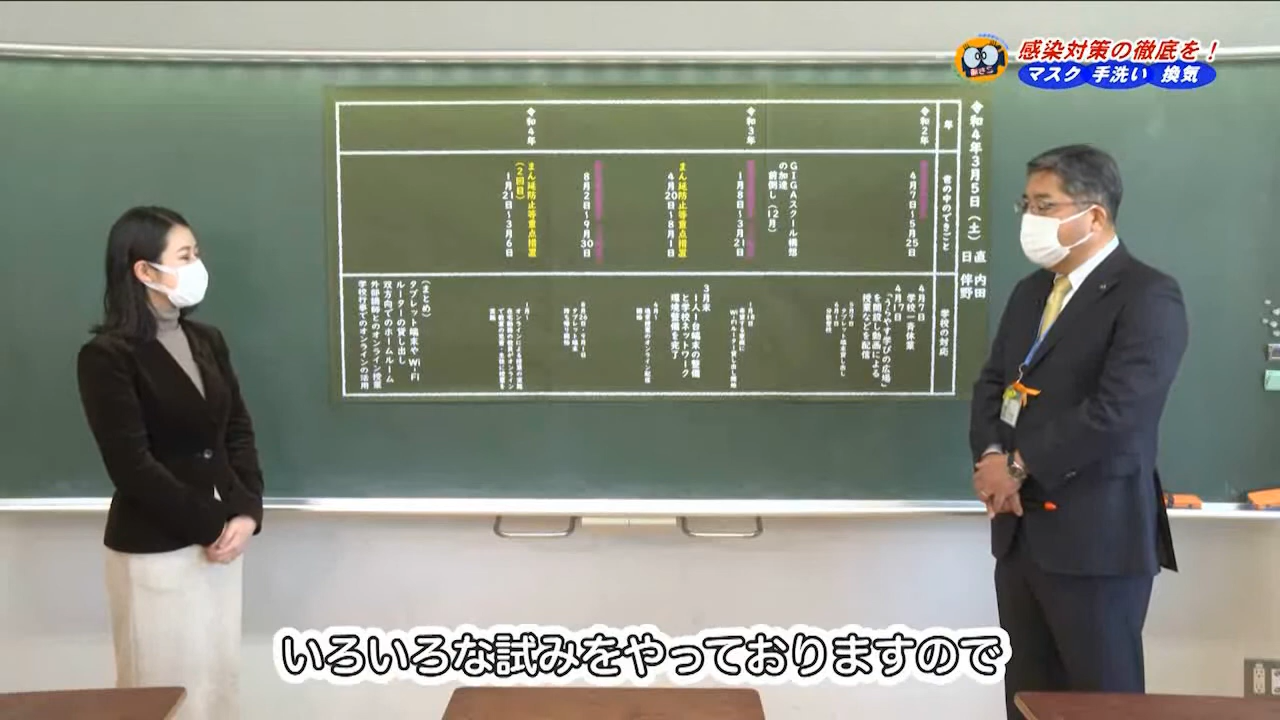 感染対策の徹底を!
マスク 手洗い 換気
令和4年3月5日(土)
日直 内田
伴野
年
世の中のできごと
学校の対応
令和2年
4月7日~5月25日
4月7日
学校一斉休業
4月17日
「うらやす学びの広場」
を開設し動画による
授業などを配信
GIGAスクール構想
の加速
前倒し(12月)
令和3年
1月8日~3月21日
3月末
1人1台端末の整備
と学校ネットワーク
環境整備を完了
まん延防止等重点措置
4月20日~8月1日
8月2日~9月30日
令和4年
まん延防止等重点措置
(2回目)
1月21日~3月6日
(まとめ)
タブレット端末やWi-Fi
ルーターの貸し出し
双方向でのホームルーム
外部講師とのオンライン授業
学校行事でのオンラインの活用
いろいろな試みをやっておりますので